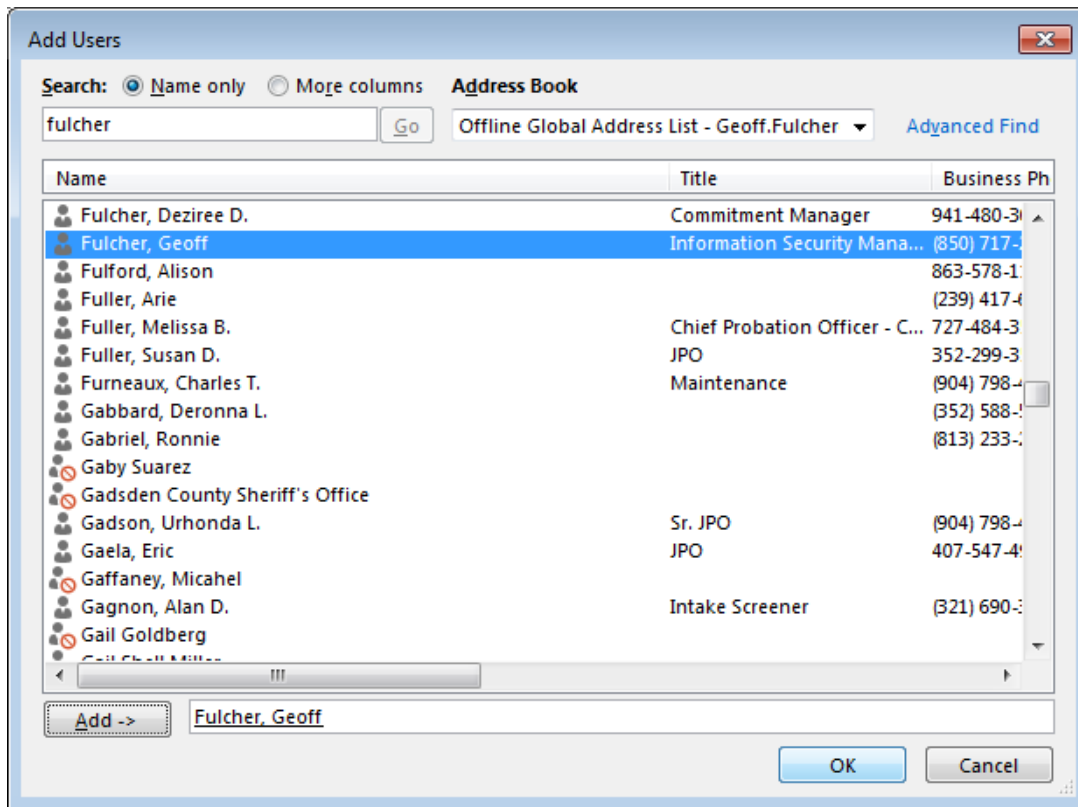 Add Users
Search: Name only More columns Address Book
fulcher Go Offline Global Address List - Geoff.Fulcher Advanced Find
Name Title Business Ph
Fulcher, Deziree D. Commitment Manager 941-480-3
Fulcher, Geoff Information Security Mana... (850) 717-
Fulford, Alison 863-578-1
Fuller, Arie (239) 417-
Fuller, Melissa B. Chief Probation Officer - C... 727-484-3
Fuller, Susan D. JPO 352-299-3
Furneaux, Charles T. Maintenance (904) 798-
Gabbard, Deronna L. (352) 588-
Gabriel, Ronnie (813) 233-
Gaby Suarez
Gadsden County Sheriff's Office
Gadson, Urhonda L. Sr. JPO (904) 798-
Gaela, Eric JPO 407-547-4
Gaffaney, Micahel
Gagnon, Alan D. Intake Screener (321) 690-
Gail Goldberg
Add -> Fulcher, Geoff
OK Cancel